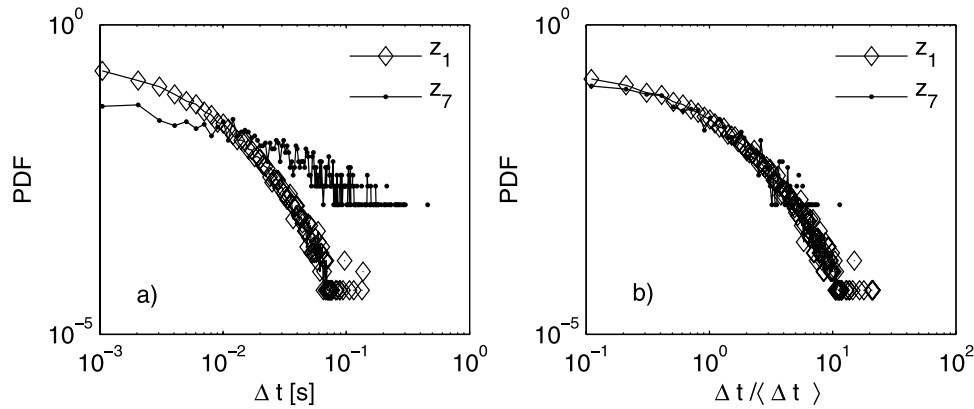 10^0
PDF
10^-5
z_1
z_7
a)
10^-3 10^-2 10^-1 10^0
Δ t [s]
10^0
PDF
10^-5
z_1
z_7
b)
10^-1 10^0 10^1 10^2
Δ t /⟨ Δ t ⟩